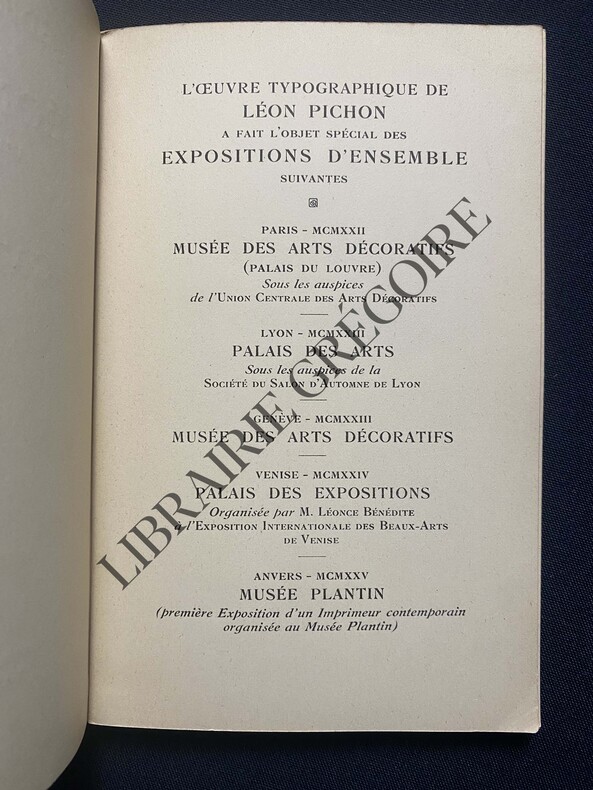 L'ŒUVRE TYPOGRAPHIQUE DE
LÉON PICHON
A FAIT L'OBJET SPÉCIAL DES
EXPOSITIONS D'ENSEMBLE
SUIVANTES
PARIS - MCMXXII
MUSÉE DES ARTS DÉCORATIFS
(PALAIS DU LOUVRE)
Sous les auspices
de l'UNION CENTRALE DES ARTS DÉCORATIFS
LYON - MCMXXIII
PALAIS DES ARTS
Sous les auspices de la
SOCIÉTÉ DU SALON D'AUTOMNE DE LYON
GENÈVE - MCMXXIII
MUSÉE DES ARTS DÉCORATIFS
VENISE - MCMXXIV
PALAIS DES EXPOSITIONS
Organisée par M. LÉONCE BÉNÉDITE
à l'EXPOSITION INTERNATIONALE DES BEAUX-ARTS
DE VENISE
ANVERS - MCMXXV
MUSÉE PLANTIN
(première Exposition d'un Imprimeur contemporain
organisée au Musée Plantin)
LIBRAIRIE GRÉGOIRE